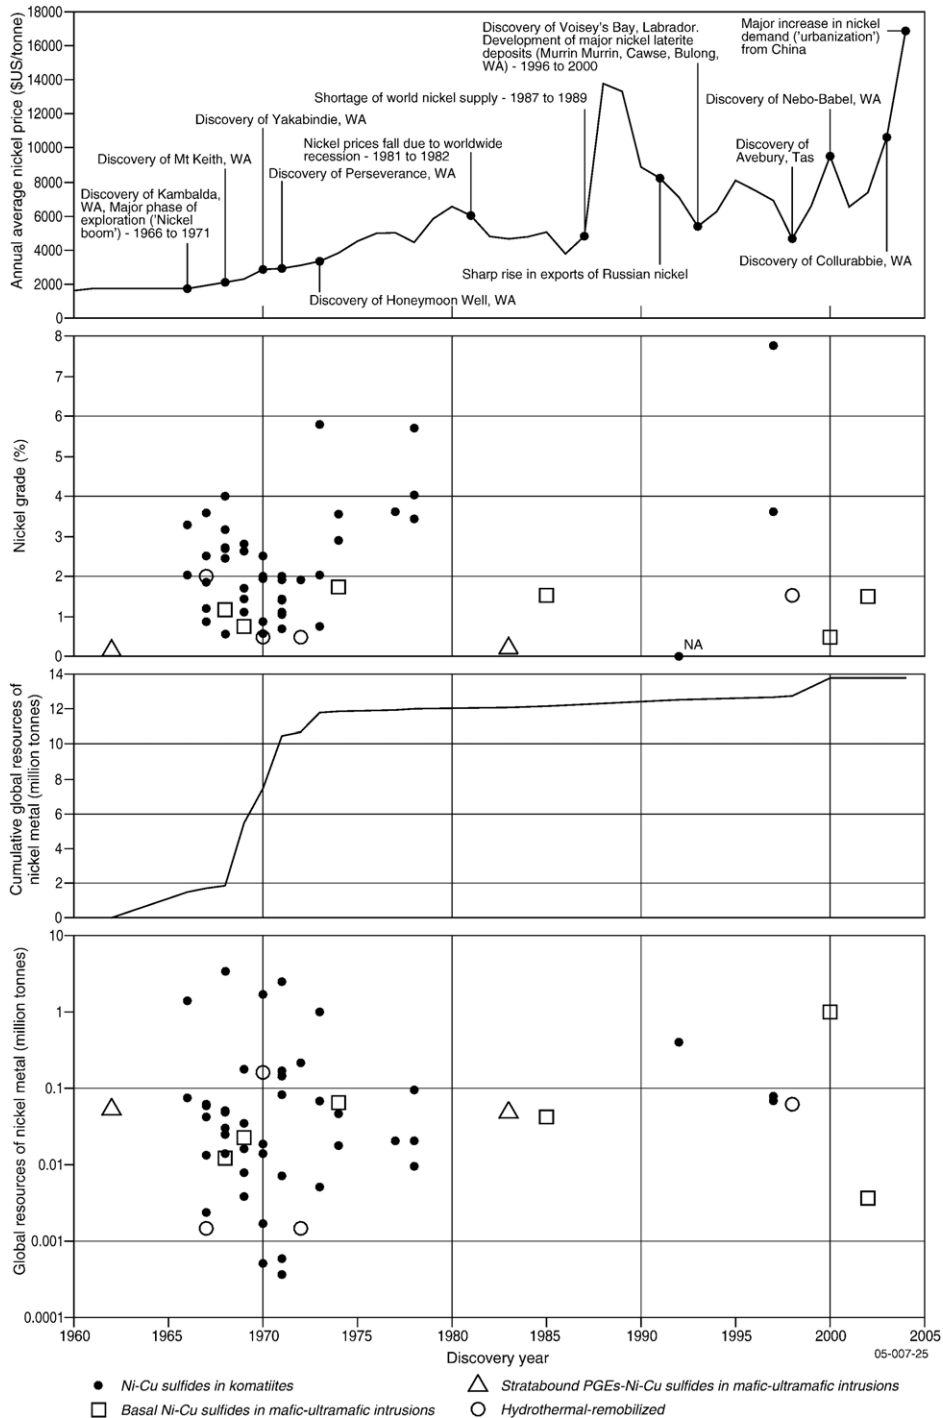 18000
16000
14000
12000
10000
8000
6000
4000
2000
0
Annual average nickel price ($US/tonne)
Discovery of Kambalda,
WA, Major phase of
exploration ('Nickel
boom') - 1966 to 1971
Discovery of Mt Keith, WA
Discovery of Yakabindie, WA
Discovery of Perseverance, WA
Discovery of Honeymoon Well, WA
Nickel prices fall due to worldwide
recession - 1981 to 1982
Shortage of world nickel supply - 1987 to 1989
Sharp rise in exports of Russian nickel
Discovery of Voisey's Bay, Labrador.
Development of major nickel laterite
deposits (Murrin Murrin, Cawse, Bulong,
WA) - 1996 to 2000
Discovery of
Avebury, Tas
Discovery of Nebo-Babel, WA
Discovery of Collurabbie, WA
Major increase in nickel
demand ('urbanization')
from China
8
7
6
5
4
3
2
1
0
Nickel grade (%)
NA
14
12
10
8
6
4
2
0
Cumulative global resources of
nickel metal (million tonnes)
10
1
0.1
0.01
0.001
0.0001
Global resources of nickel metal (million tonnes)
1960 1965 1970 1975 1980 1985 1990 1995 2000 2005
Discovery year
05-007-25
Ni-Cu sulfides in komatiites
Stratabound PGEs-Ni-Cu sulfides in mafic-ultramafic intrusions
Basal Ni-Cu sulfides in mafic-ultramafic intrusions
Hydrothermal-remobilized